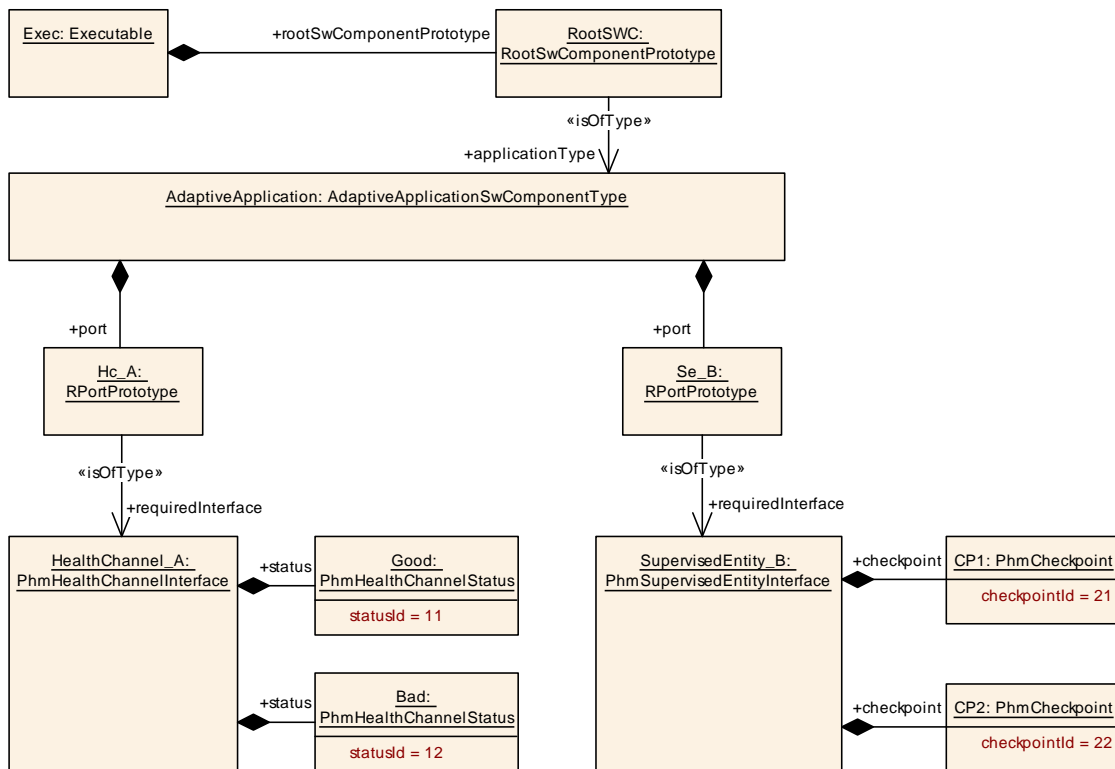 Exec: Executable
+rootSwComponentPrototype
RootSWC:
RootSwComponentPrototype
«isOfType»
+applicationType
AdaptiveApplication: AdaptiveApplicationSwComponentType
+port
+port
Hc_A:
RPortPrototype
Se_B:
RPortPrototype
«isOfType»
«isOfType»
+requiredInterface
+requiredInterface
HealthChannel_A:
PhmHealthChannelInterface
+status
Good:
PhmHealthChannelStatus
statusId = 11
SupervisedEntity_B:
PhmSupervisedEntityInterface
+checkpoint
CP1: PhmCheckpoint
checkpointId = 21
+status
Bad:
PhmHealthChannelStatus
statusId = 12
+checkpoint
CP2: PhmCheckpoint
checkpointId = 22